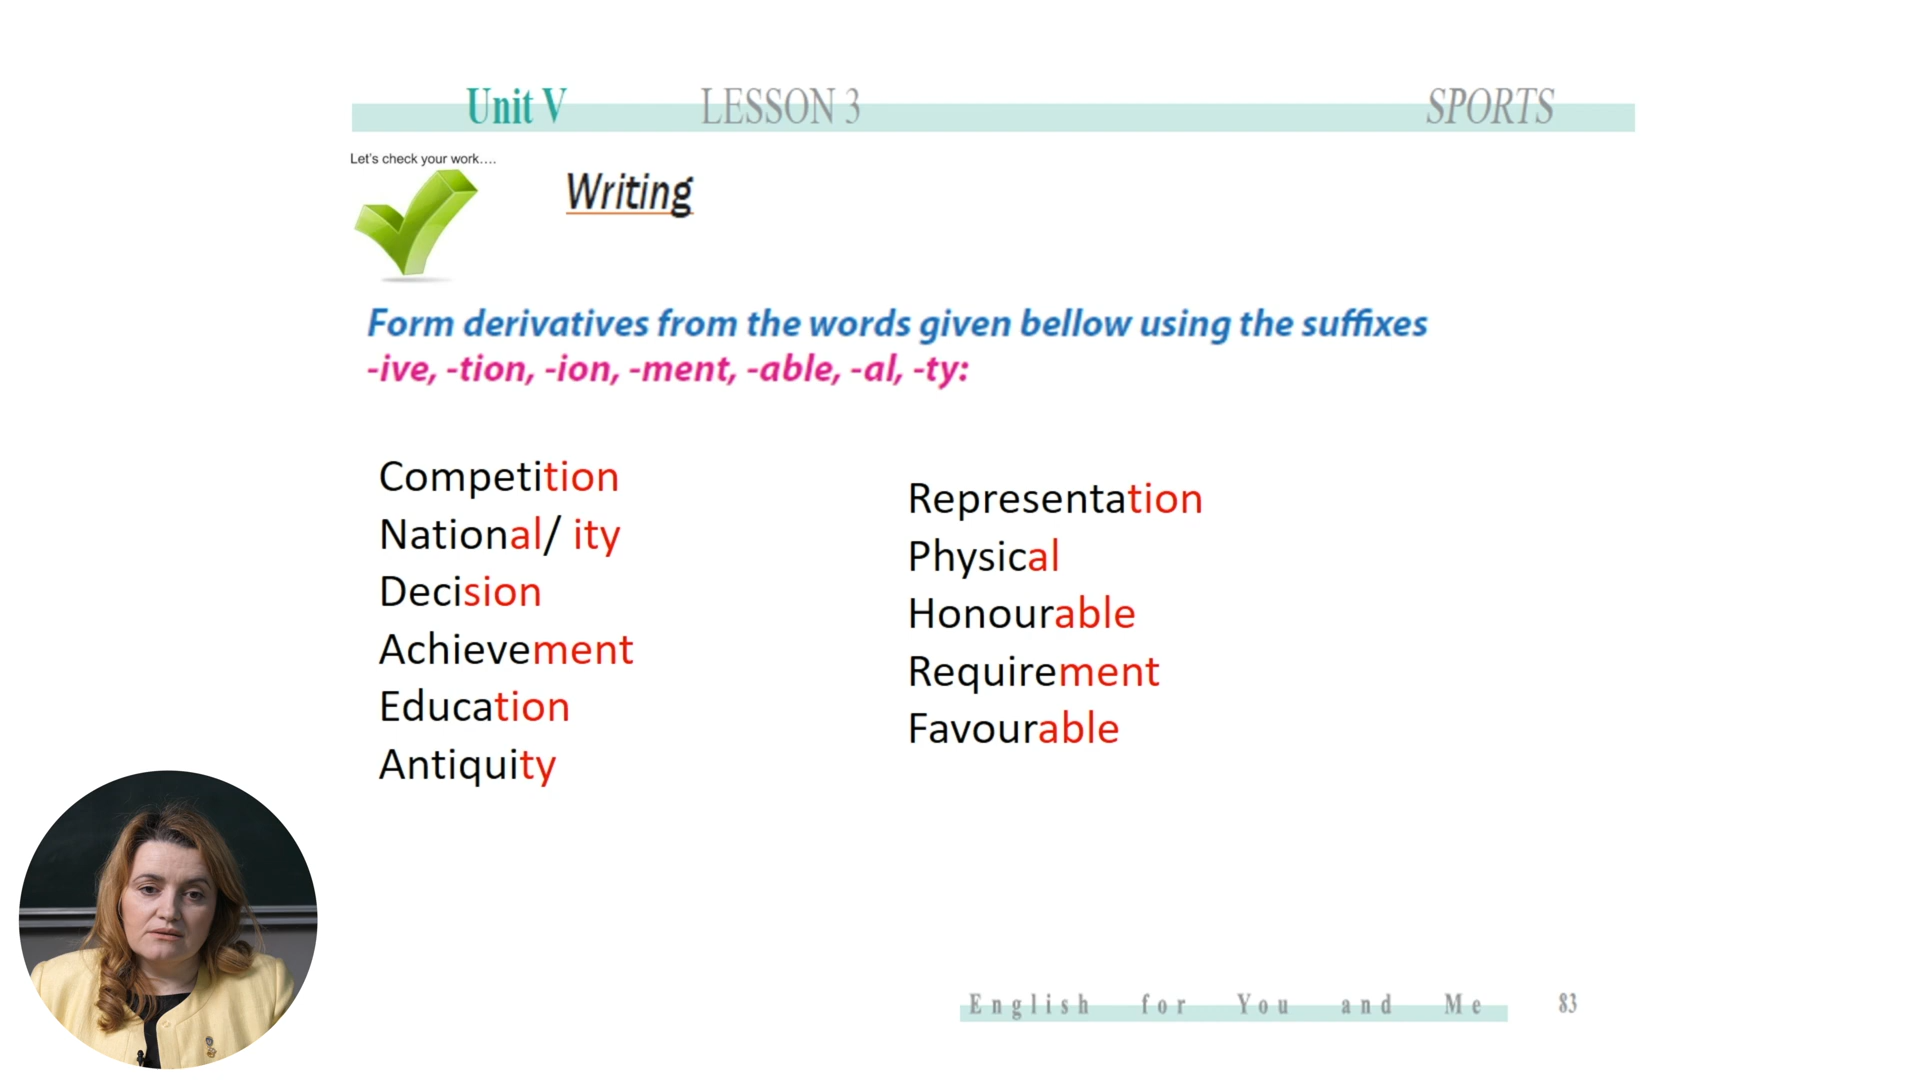 Unit V LESSON 3 SPORTS
Let's check your work....
Writing
Form derivatives from the words given bellow using the suffixes
-ive, -tion, -ion, -ment, -able, -al, -ty:
Competition
National/ ity
Decision
Achievement
Education
Antiquity
Representation
Physical
Honourable
Requirement
Favourable
English for You and Me 83